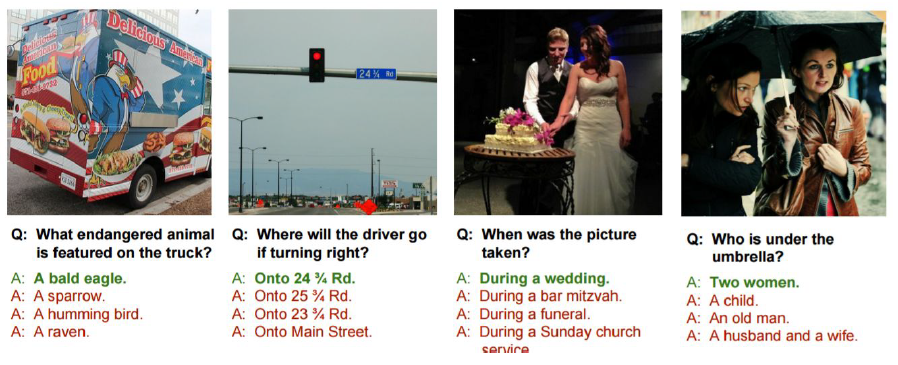 Delicious American
Delicious
American
Food
24 ¾ Rd
Q: What endangered animal
is featured on the truck?
A: A bald eagle.
A: A sparrow.
A: A humming bird.
A: A raven.
Q: Where will the driver go
if turning right?
A: Onto 24 ¾ Rd.
A: Onto 25 ¾ Rd.
A: Onto 23 ¾ Rd.
A: Onto Main Street.
Q: When was the picture
taken?
A: During a wedding.
A: During a bar mitzvah.
A: During a funeral.
A: During a Sunday church
service.
Q: Who is under the
umbrella?
A: Two women.
A: A child.
A: An old man.
A: A husband and a wife.